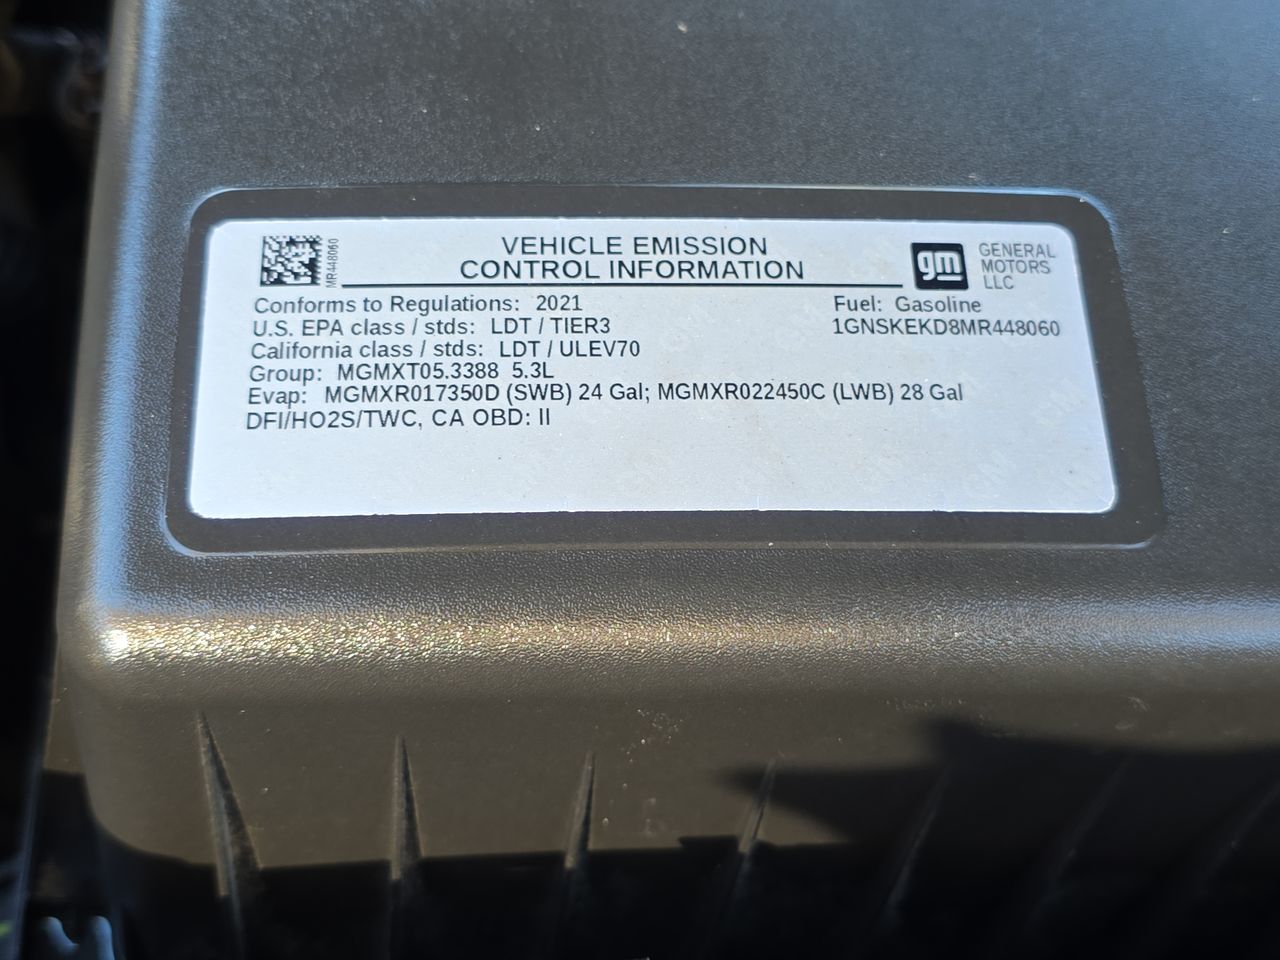 MR448060
VEHICLE EMISSION
CONTROL INFORMATION
gm
GENERAL
MOTORS
LLC
Conforms to Regulations: 2021
Fuel: Gasoline
U.S. EPA class / stds: LDT / TIER3
1GNSKEKD8MR448060
California class / stds: LDT / ULEV70
Group: MGMXT05.3388 5.3L
Evap: MGMXR017350D (SWB) 24 Gal; MGMXR022450C (LWB) 28 Gal
DFI/HO2S/TWC, CA OBD: II